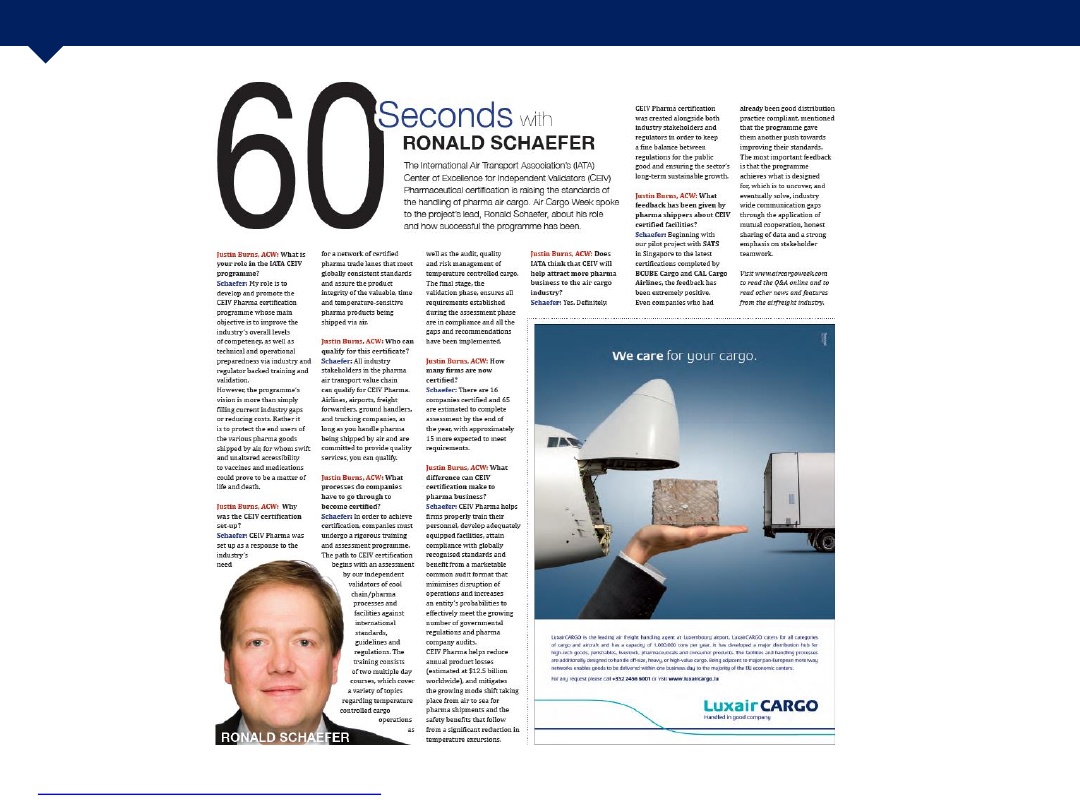 60
Seconds with
RONALD SCHAEFER
The International Air Transport Association's (IATA)
Center of Excellence for Independent Validators (CEIV)
Pharmaceutical certification is raising the standards of
the handling of pharma air cargo. Air Cargo Week spoke
to the project's lead, Ronald Schaefer, about his role
and how successful the programme has been.
Justin Burns, ACW: What is
your role in the IATA CEIV
programme?
Schaefer: My role is to
develop and promote the
CEIV Pharma certification
programme whose main
objective is to improve the
industry's overall levels
of competency, as well as
technical and operational
preparedness via industry and
regulator backed training and
validation.
However, the programme's
vision is more than simply
filling current industry gaps
or reducing costs. Rather it
is to protect the end users of
the various pharma goods
shipped by air, for whom swift
and unaltered accessibility
to vaccines and medications
could prove to be a matter of
life and death.
Justin Burns, ACW: Why
was the CEIV certification
set-up?
Schaefer: CEIV Pharma was
set up as a response to the
industry's
need
for a network of certified
pharma trade lanes that meet
globally consistent standards
and assure the product
integrity of the valuable, time
and temperature-sensitive
pharma products being
shipped via air.
Justin Burns, ACW: Who can
qualify for this certificate?
Schaefer: All industry
stakeholders in the pharma
air transport value chain
can qualify for CEIV Pharma.
Airlines, airports, freight
forwarders, ground handlers,
and trucking companies, as
long as you handle pharma
being shipped by air and are
committed to provide quality
services, you can qualify.
Justin Burns, ACW: What
processes do companies
have to go through to
become certified?
Schaefer: In order to achieve
certification, companies must
undergo a rigorous training
and assessment programme.
The path to CEIV certification
begins with an assessment
by our independent
validators of cool
chain/pharma
processes and
facilities against
international
standards,
guidelines and
regulations. The
training consists
of two multiple day
courses, which cover
a variety of topics
regarding temperature
controlled cargo
operations
as
well as the audit, quality
and risk management of
temperature controlled cargo.
The final stage, the
validation phase, ensures all
requirements established
during the assessment phase
are in compliance and all the
gaps and recommendations
have been implemented.
Justin Burns, ACW: How
many firms are now
certified?
Schaefer: There are 16
companies certified and 65
are estimated to complete
assessment by the end of
the year, with approximately
15 more expected to meet
requirements.
Justin Burns, ACW: What
difference can CEIV
certification make to
pharma business?
Schaefer: CEIV Pharma helps
firms properly train their
personnel, develop adequately
equipped facilities, attain
compliance with globally
recognised standards and
benefit from a marketable
common audit format that
minimises disruption of
operations and increases
an entity's probabilities to
effectively meet the growing
number of governmental
regulations and pharma
company audits.
CEIV Pharma helps reduce
annual product losses
(estimated at $12.5 billion
worldwide), and mitigates
the growing mode shift taking
place from air to sea for
pharma shipments and the
safety benefits that follow
from a significant reduction in
temperature excursions.
Justin Burns, ACW: Does
IATA think that CEIV will
help attract more pharma
business to the air cargo
industry?
Schaefer: Yes, Definitely.
CEIV Pharma certification
was created alongside both
industry stakeholders and
regulators in order to keep
a fine balance between
regulations for the public
good and ensuring the sector's
long-term sustainable growth.
Justin Burns, ACW: What
feedback has been given by
pharma shippers about CEIV
certified facilities?
Schaefer: Beginning with
our pilot project with SATS
in Singapore to the latest
certifications completed by
BCUBE Cargo and CAL Cargo
Airlines, the feedback has
been extremely positive.
Even companies who had
already been good distribution
practice compliant, mentioned
that the programme gave
them another push towards
improving their standards.
The most important feedback
is that the programme
achieves what is designed
for, which is to uncover, and
eventually solve, industry
wide communication gaps
through the application of
mutual cooperation, honest
sharing of data and a strong
emphasis on stakeholder
teamwork.
Visit www.aircargoweek.com
to read the Q&A online and to
read other news and features
from the airfreight industry.
RONALD SCHAEFER
We care for your cargo.
LuxairCARGO is the leading air freight handling agent at Luxembourg airport. LuxairCARGO caters for all categories
of cargo and aircraft and has a capacity of 1,000,000 tons per year. It has developed a major distribution hub for
high-tech goods, perishables, livestock, pharmaceuticals and consumer products. The facilities and handling processes
are additionally designed to handle off-size, heavy, or high-value cargo. Being adjacent to major pan-European motorway
networks enables goods to be delivered within one business day to the majority of the EU economic centers.
For any request please call +352 2456 6001 or visit www.luxaircargo.lu
LuxairCARGO
Handled in good company